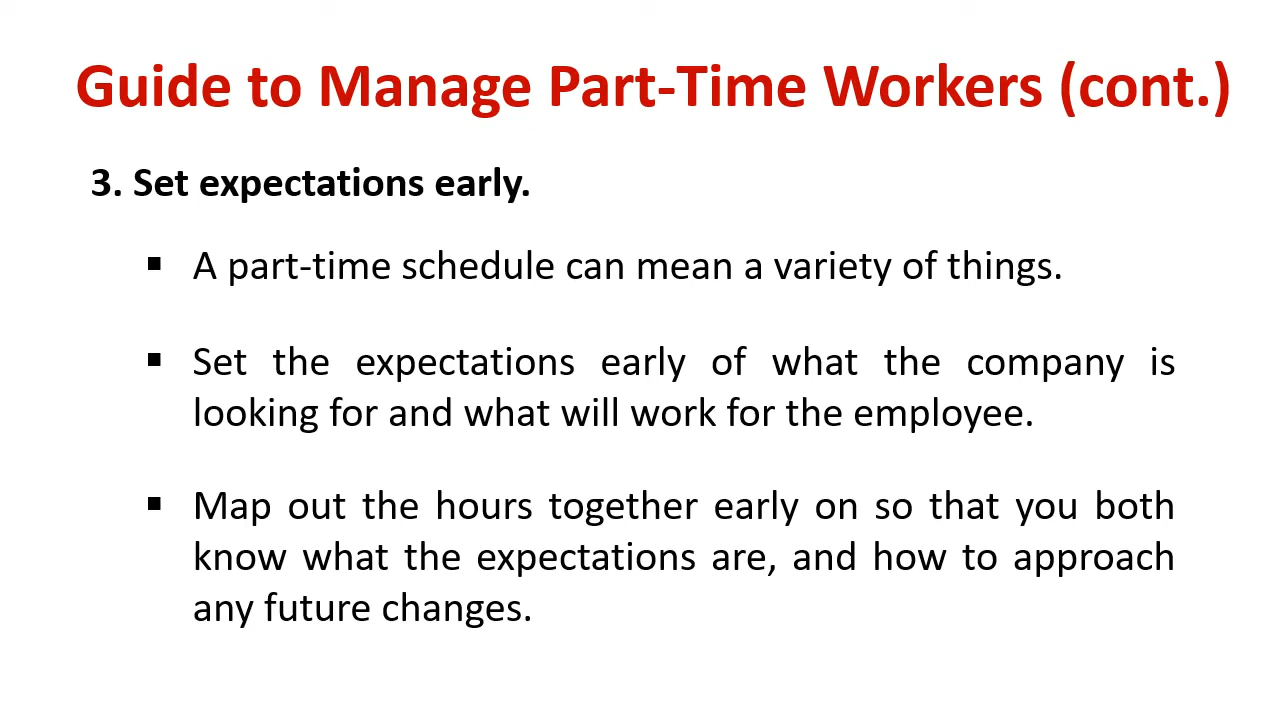 Guide to Manage Part-Time Workers (cont.)
3. Set expectations early.
▪ A part-time schedule can mean a variety of things.
▪ Set the expectations early of what the company is
looking for and what will work for the employee.
▪ Map out the hours together early on so that you both
know what the expectations are, and how to approach
any future changes.